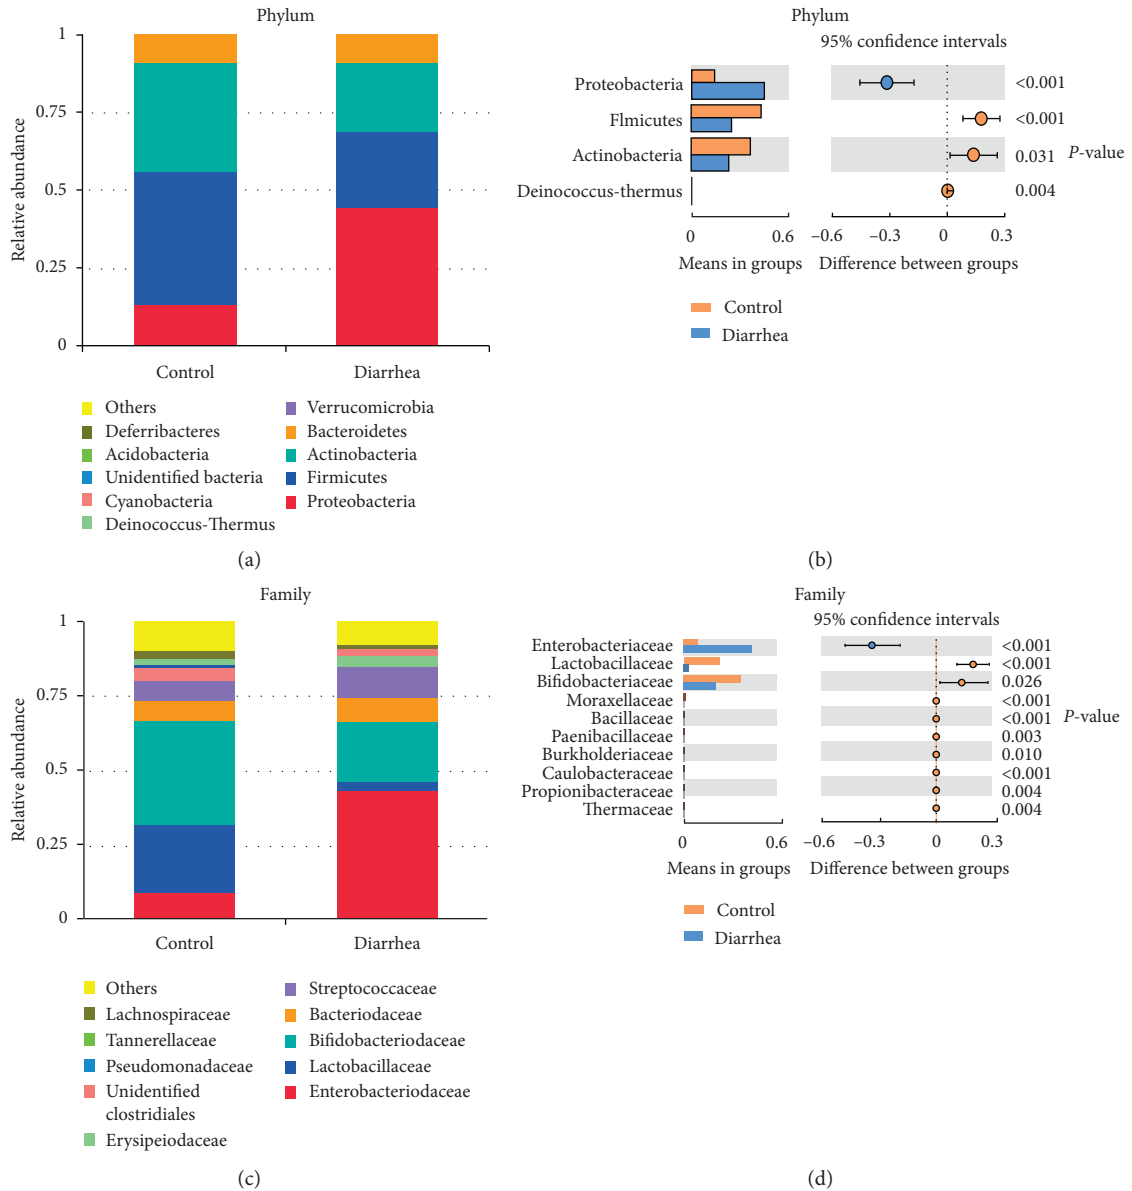 Phylum
1
0.75
0.5
0.25
0
Relative abundance
Control
Diarrhea
Others
Deferribacteres
Acidobacteria
Unidentified bacteria
Cyanobacteria
Deinococcus-Thermus
Verrucomicrobia
Bacteroidetes
Actinobacteria
Firmicutes
Proteobacteria
(a)
Phylum
95% confidence intervals
Proteobacteria
<0.001
Flmicutes
<0.001
Actinobacteria
0.031
P-value
Deinococcus-thermus
0.004
0
0.6
–0.6
–0.3
0
0.3
Means in groups
Difference between groups
Control
Diarrhea
(b)
Family
1
0.75
0.5
0.25
0
Relative abundance
Control
Diarrhea
Others
Lachnospiraceae
Tannerellaceae
Pseudomonadaceae
Unidentified
clostridiales
Erysipeiodaceae
Streptococcaceae
Bacteriodaceae
Bifidobacteriodaceae
Lactobacillaceae
Enterobacteriodaceae
(c)
Family
95% confidence intervals
Enterobacteriaceae
<0.001
Lactobacillaceae
<0.001
Bifidobacteriaceae
0.026
Moraxellaceae
<0.001
Bacillaceae
<0.001
P-value
Paenibacillaceae
0.003
Burkholderiaceae
0.010
Caulobacteraceae
<0.001
Propionibacteraceae
0.004
Thermaceae
0.004
0
0.6
–0.6
–0.3
0
0.3
Means in groups
Difference between groups
Control
Diarrhea
(d)